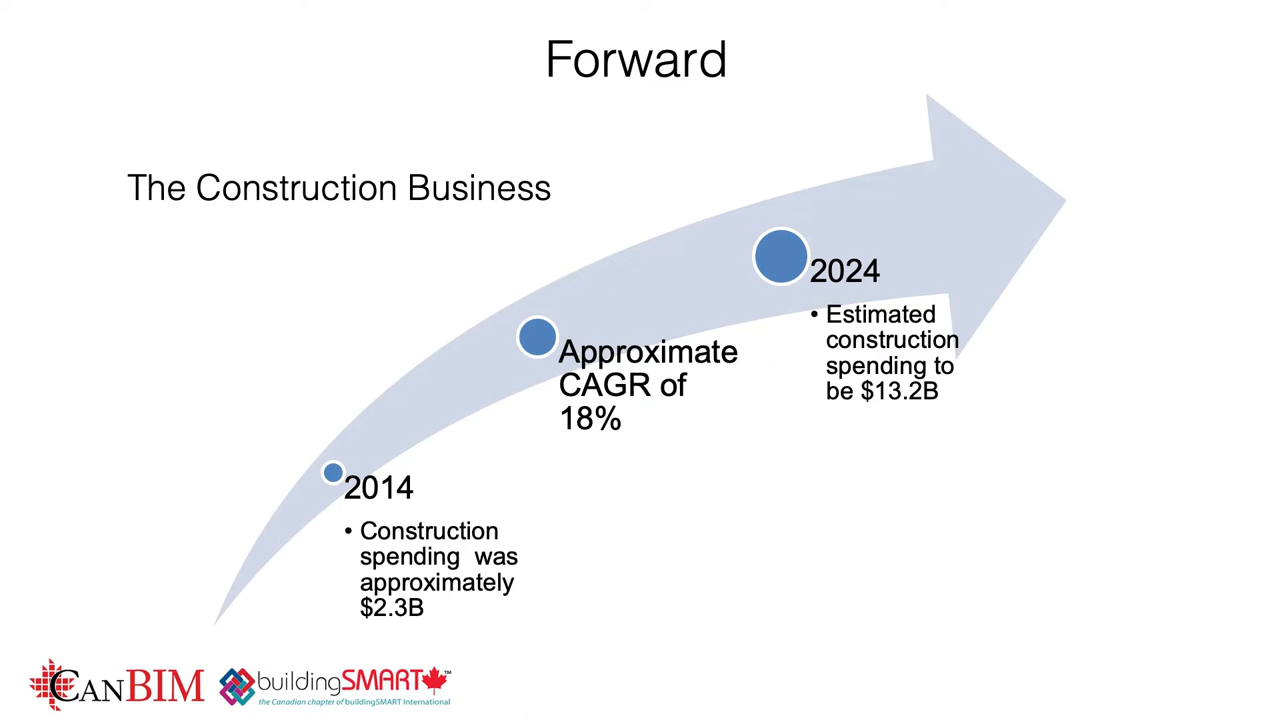 Forward
The Construction Business
2024
• Estimated
construction
spending to
be $13.2B
Approximate
CAGR of
18%
2014
• Construction
spending was
approximately
$2.3B
CANBIM
buildingSMART™
the Canadian chapter of buildingSMART International